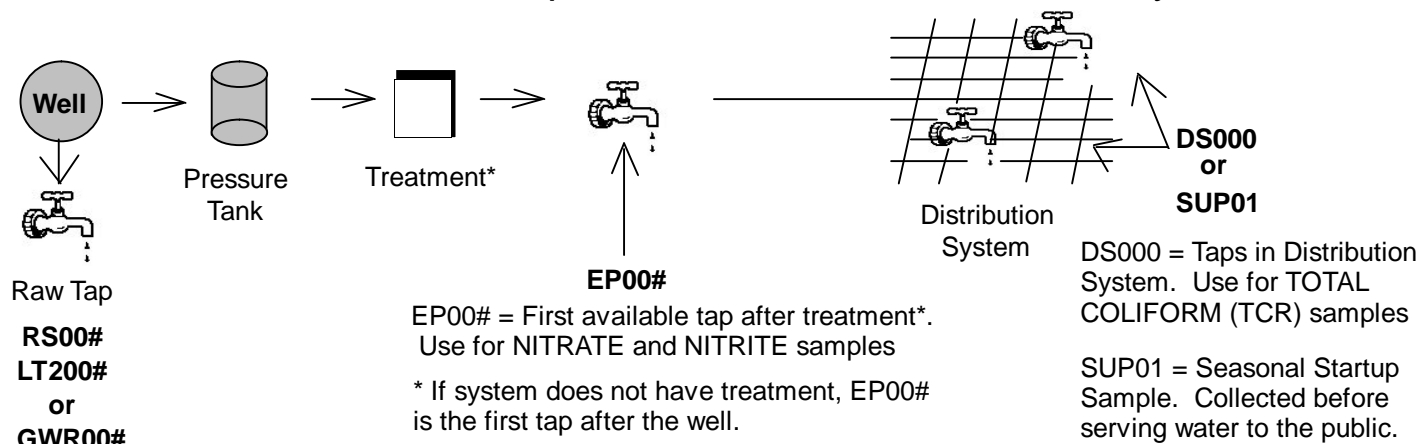 Well
Pressure
Tank
Treatment*
Raw Tap
RS00#
LT200#
or
GWR00#
EP00#
EP00# = First available tap after treatment*.
Use for NITRATE and NITRITE samples
* If system does not have treatment, EP00#
is the first tap after the well.
Distribution
System
DS000
or
SUP01
DS000 = Taps in Distribution
System. Use for TOTAL
COLIFORM (TCR) samples
SUP01 = Seasonal Startup
Sample. Collected before
serving water to the public.